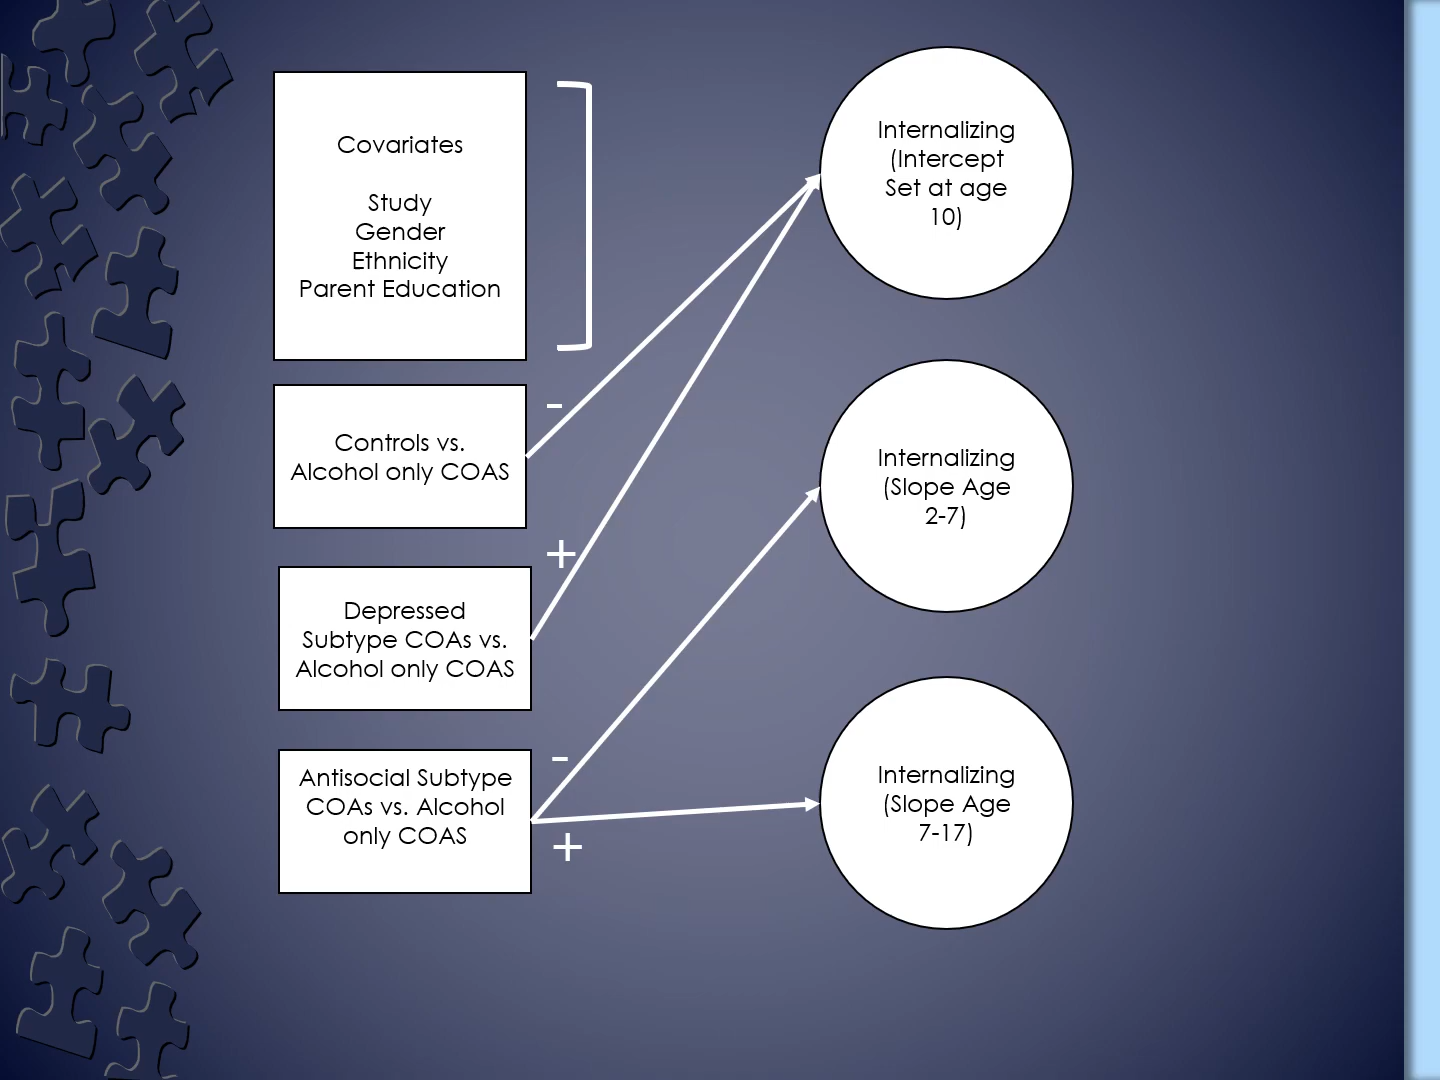 Covariates
Study
Gender
Ethnicity
Parent Education
Controls vs.
Alcohol only COAS
Depressed
Subtype COAs vs.
Alcohol only COAS
Antisocial Subtype
COAs vs. Alcohol
only COAS
-
+
-
+
Internalizing
(Intercept
Set at age
10)
Internalizing
(Slope Age
2-7)
Internalizing
(Slope Age
7-17)